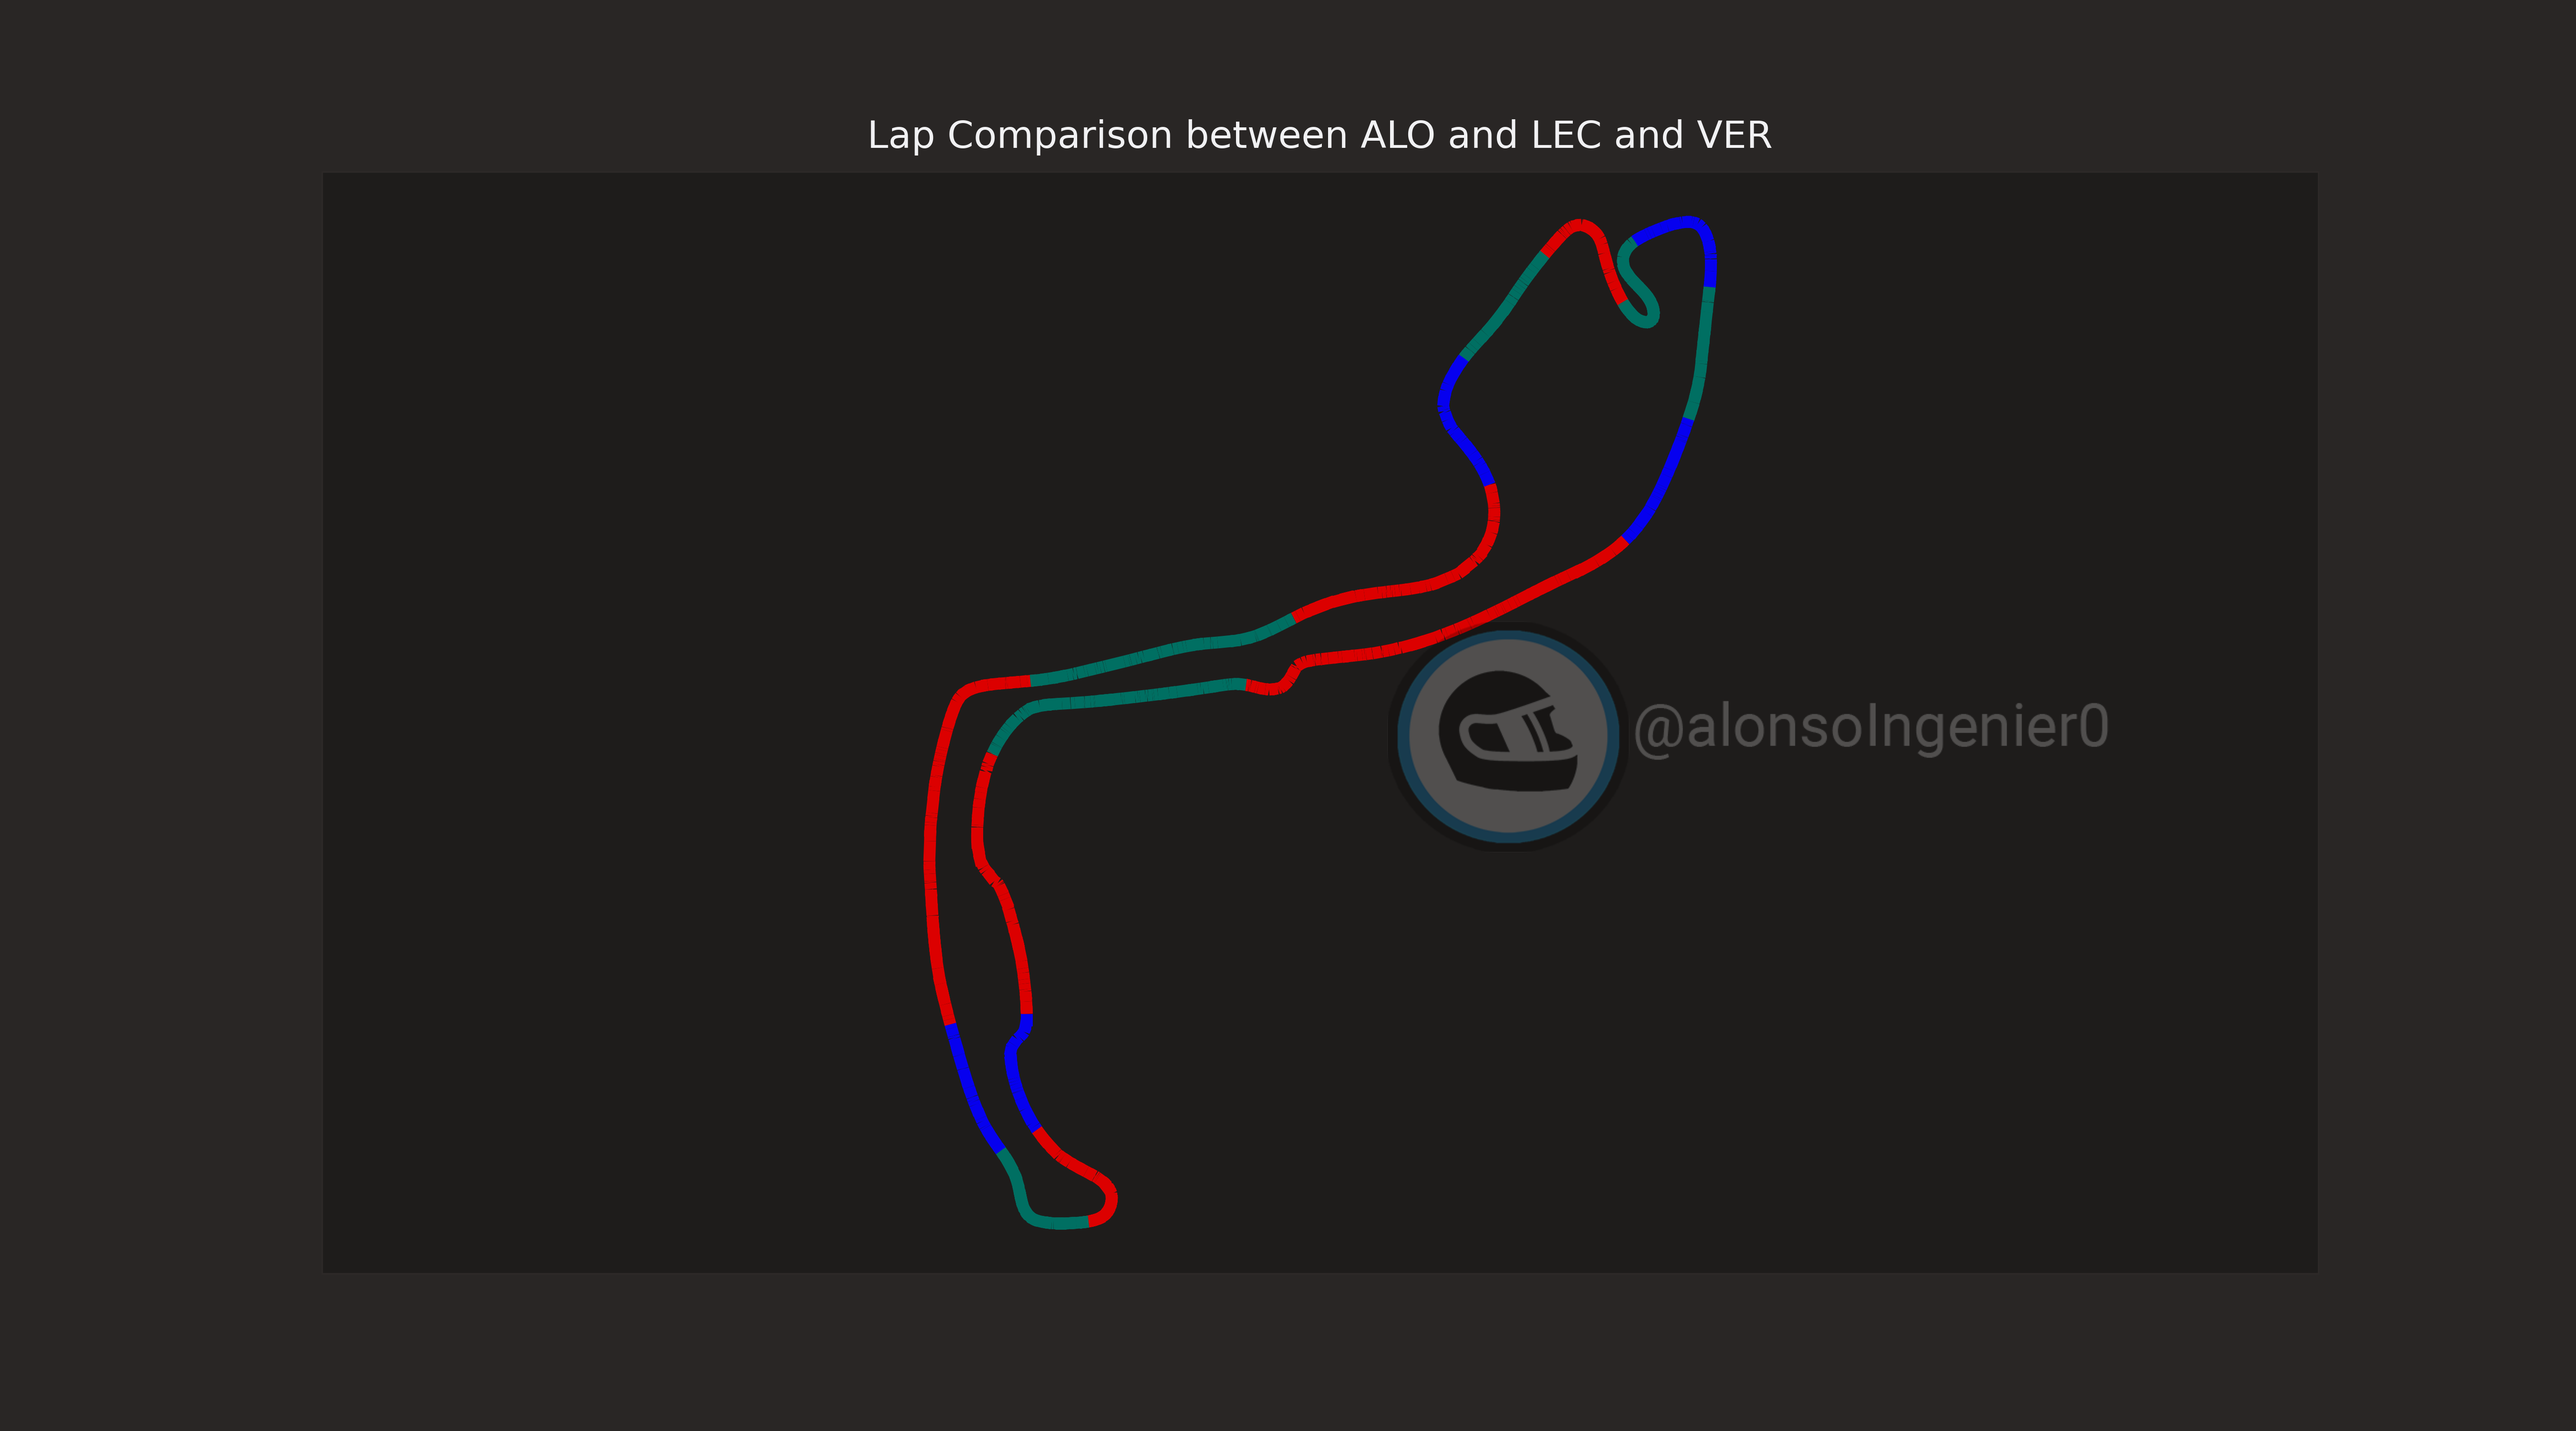 Lap Comparison between ALO and LEC and VER
@alonsoIngenier0